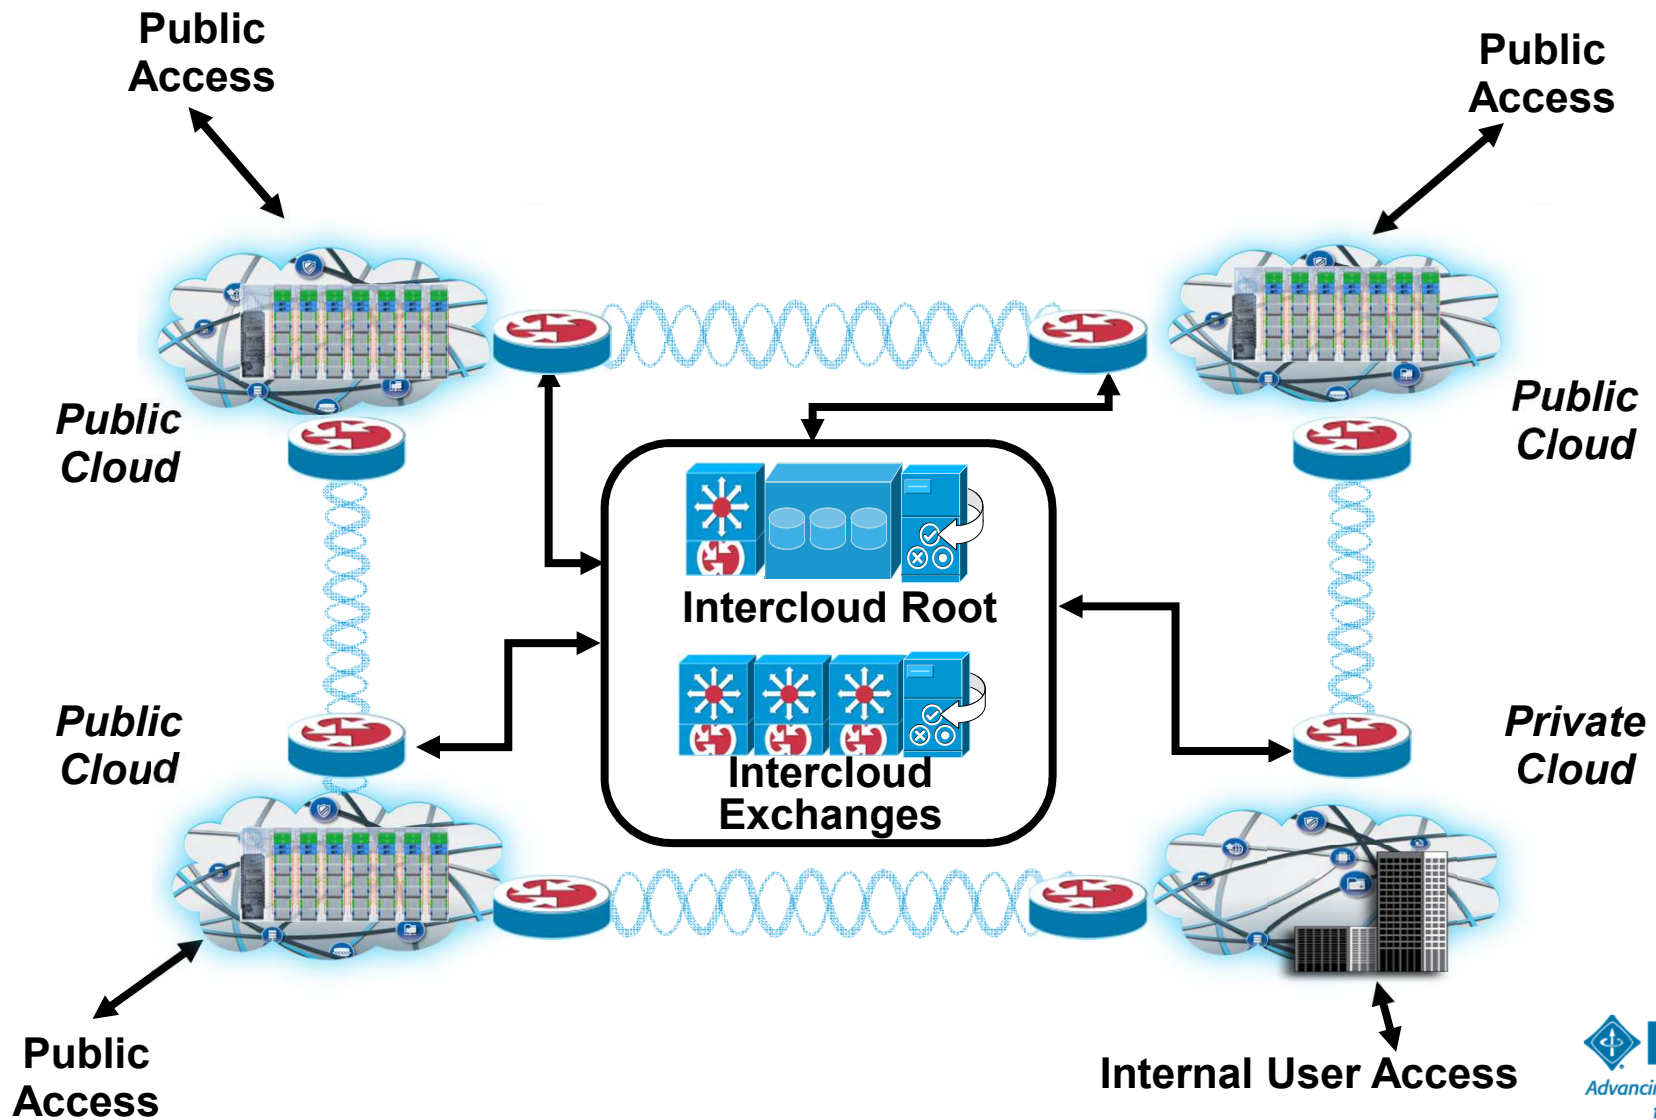 Public
Access
Public
Access
Public
Cloud
Public
Cloud
Intercloud Root
Public
Cloud
Private
Cloud
Intercloud
Exchanges
Public
Access
Internal User Access